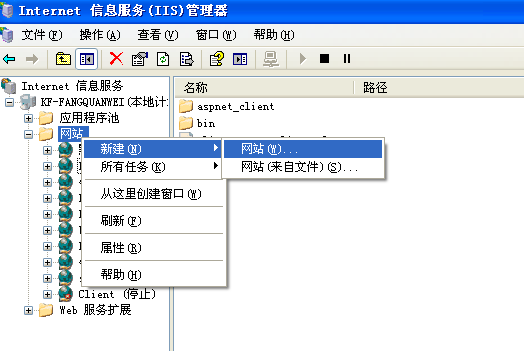 Internet 信息服务(IIS)管理器
文件(F) 操作(A) 查看(V) 窗口(W) 帮助(H)
Internet 信息服务
名称 路径
KF-FANGQUANWEI(本地计
aspnet_client
应用程序池
bin
网站
新建(N) 网站(W)...
所有任务(K) 网站(来自文件)(S)...
从这里创建窗口(W)
刷新(F)
属性(R)
帮助(H)
Client (停止)
Web 服务扩展